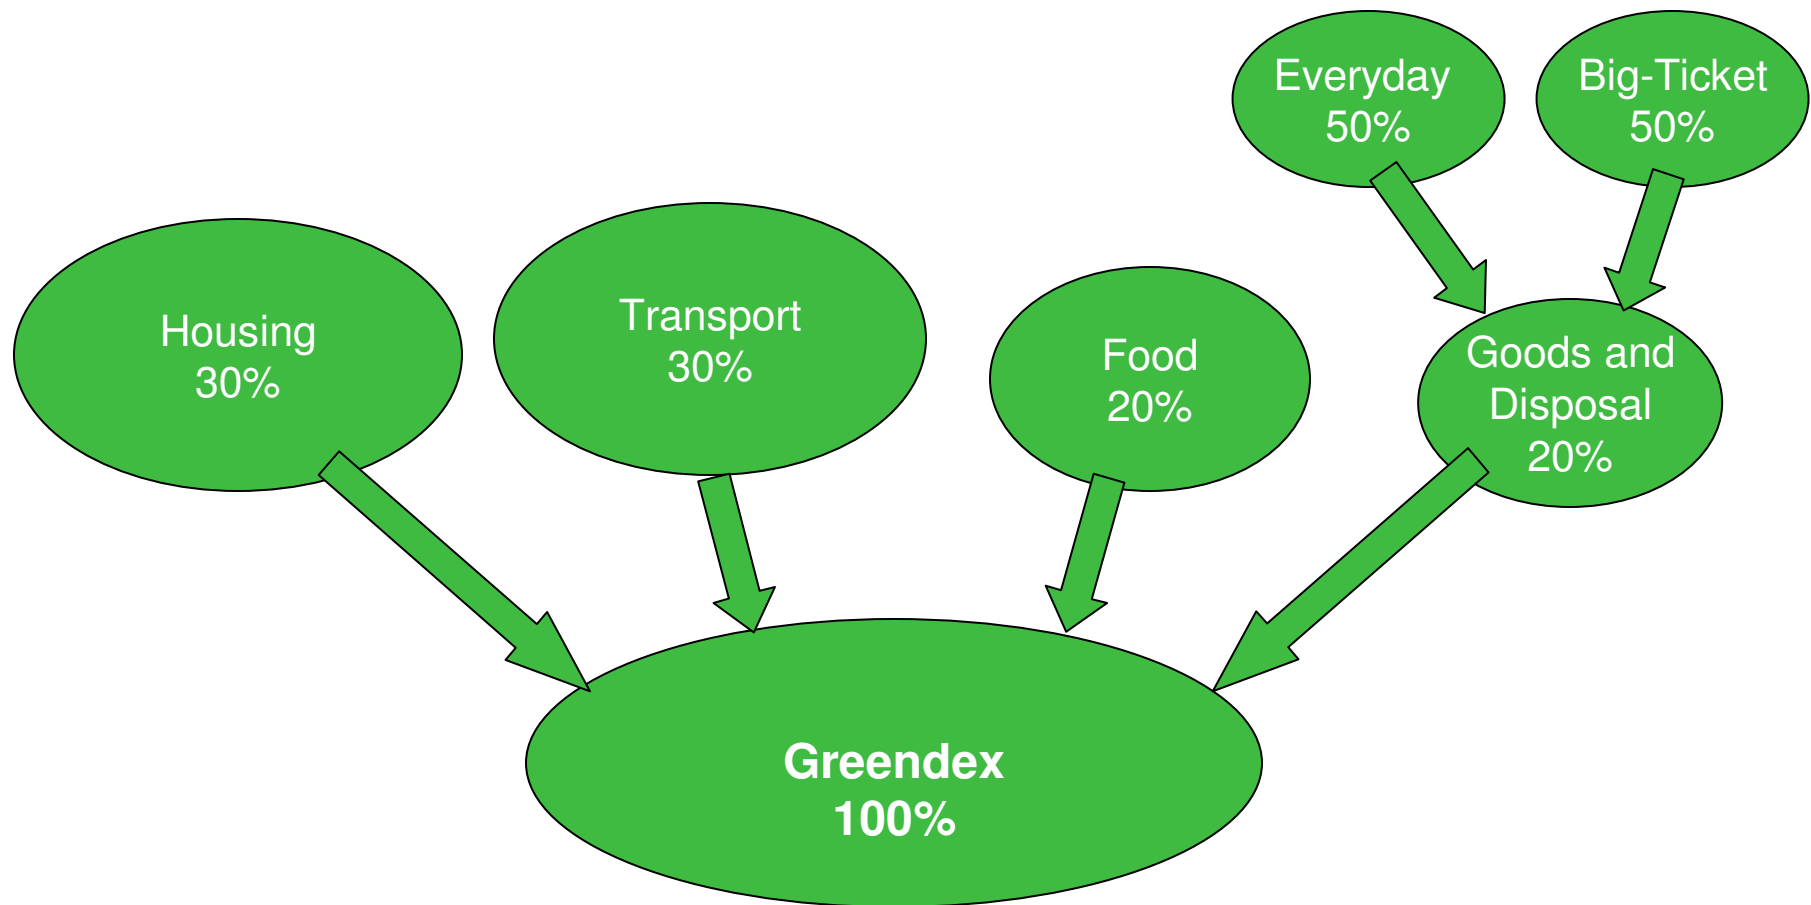 Everyday
50%
Big-Ticket
50%
Housing
30%
Transport
30%
Food
20%
Goods and
Disposal
20%
Greendex
100%